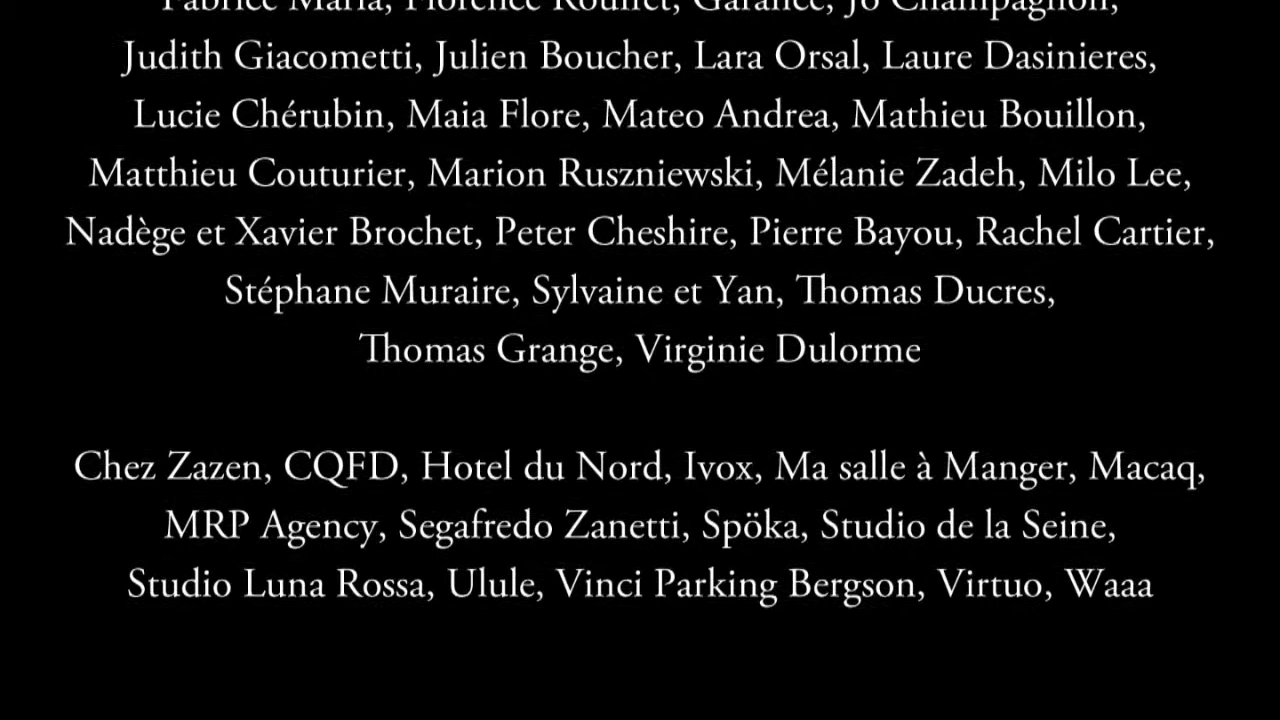 Fabrice Maria, Florence Roullet, Garance, Jo Champagnon,
Judith Giacometti, Julien Boucher, Lara Orsal, Laure Dasinieres,
Lucie Chérubin, Maia Flore, Mateo Andrea, Mathieu Bouillon,
Matthieu Couturier, Marion Ruszniewski, Mélanie Zadeh, Milo Lee,
Nadège et Xavier Brochet, Peter Cheshire, Pierre Bayou, Rachel Cartier,
Stéphane Muraire, Sylvaine et Yan, Thomas Ducres,
Thomas Grange, Virginie Dulorme
Chez Zazen, CQFD, Hotel du Nord, Ivox, Ma salle à Manger, Macaq,
MRP Agency, Segafredo Zanetti, Spöka, Studio de la Seine,
Studio Luna Rossa, Ulule, Vinci Parking Bergson, Virtuo, Waaa